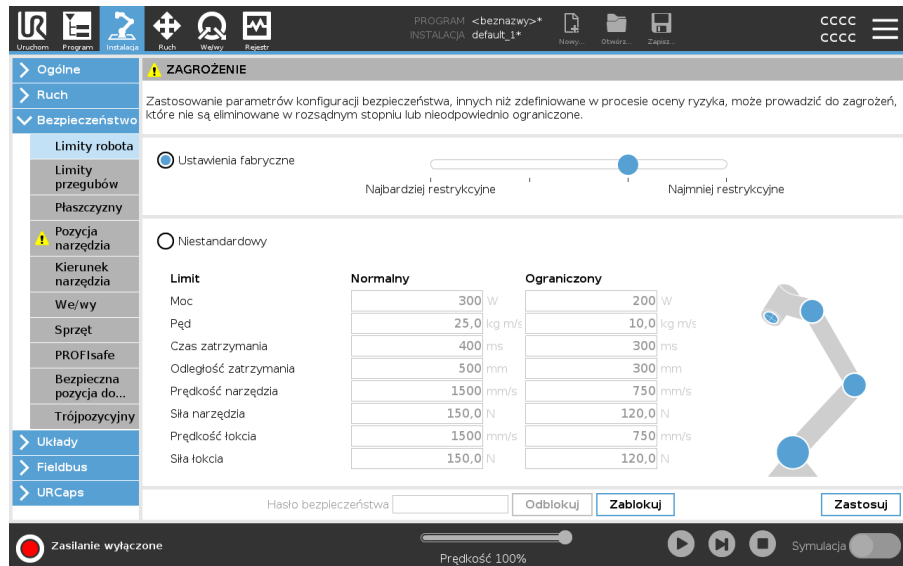 PROGRAM <beznazwy>*
INSTALACJA default_1*
CCCC
CCCC
Uruchom Program Instalacja Ruch We/wy Rejestr Nowy... Otwórz... Zapisz...
Ogólne
Ruch
Bezpieczeństwo
Limity robota
Limity
przegubów
Płaszczyzny
Pozycja
narzędzia
Kierunek
narzędzia
We/wy
Sprzęt
PROFIsafe
Bezpieczna
pozycja do...
Trójpozycyjny
Układy
Fieldbus
URCaps
ZAGROŻENIE
Zastosowanie parametrów konfiguracji bezpieczeństwa, innych niż zdefiniowane w procesie oceny ryzyka, może prowadzić do zagrożeń,
które nie są eliminowane w rozsądnym stopniu lub nieodpowiednio ograniczone.
Ustawienia fabryczne
Najbardziej restrykcyjne Najmniej restrykcyjne
Niestandardowy
Limit Normalny Ograniczony
Moc 300 W 200 W
Pęd 25,0 kg m/s 10,0 kg m/s
Czas zatrzymania 400 ms 300 ms
Odległość zatrzymania 500 mm 300 mm
Prędkość narzędzia 1500 mm/s 750 mm/s
Siła narzędzia 150,0 N 120,0 N
Prędkość łokcia 1500 mm/s 750 mm/s
Siła łokcia 150,0 N 120,0 N
Hasło bezpieczeństwa Odblokuj Zablokuj Zastosuj
Zasilanie wyłączone
Prędkość 100%
Symulacja